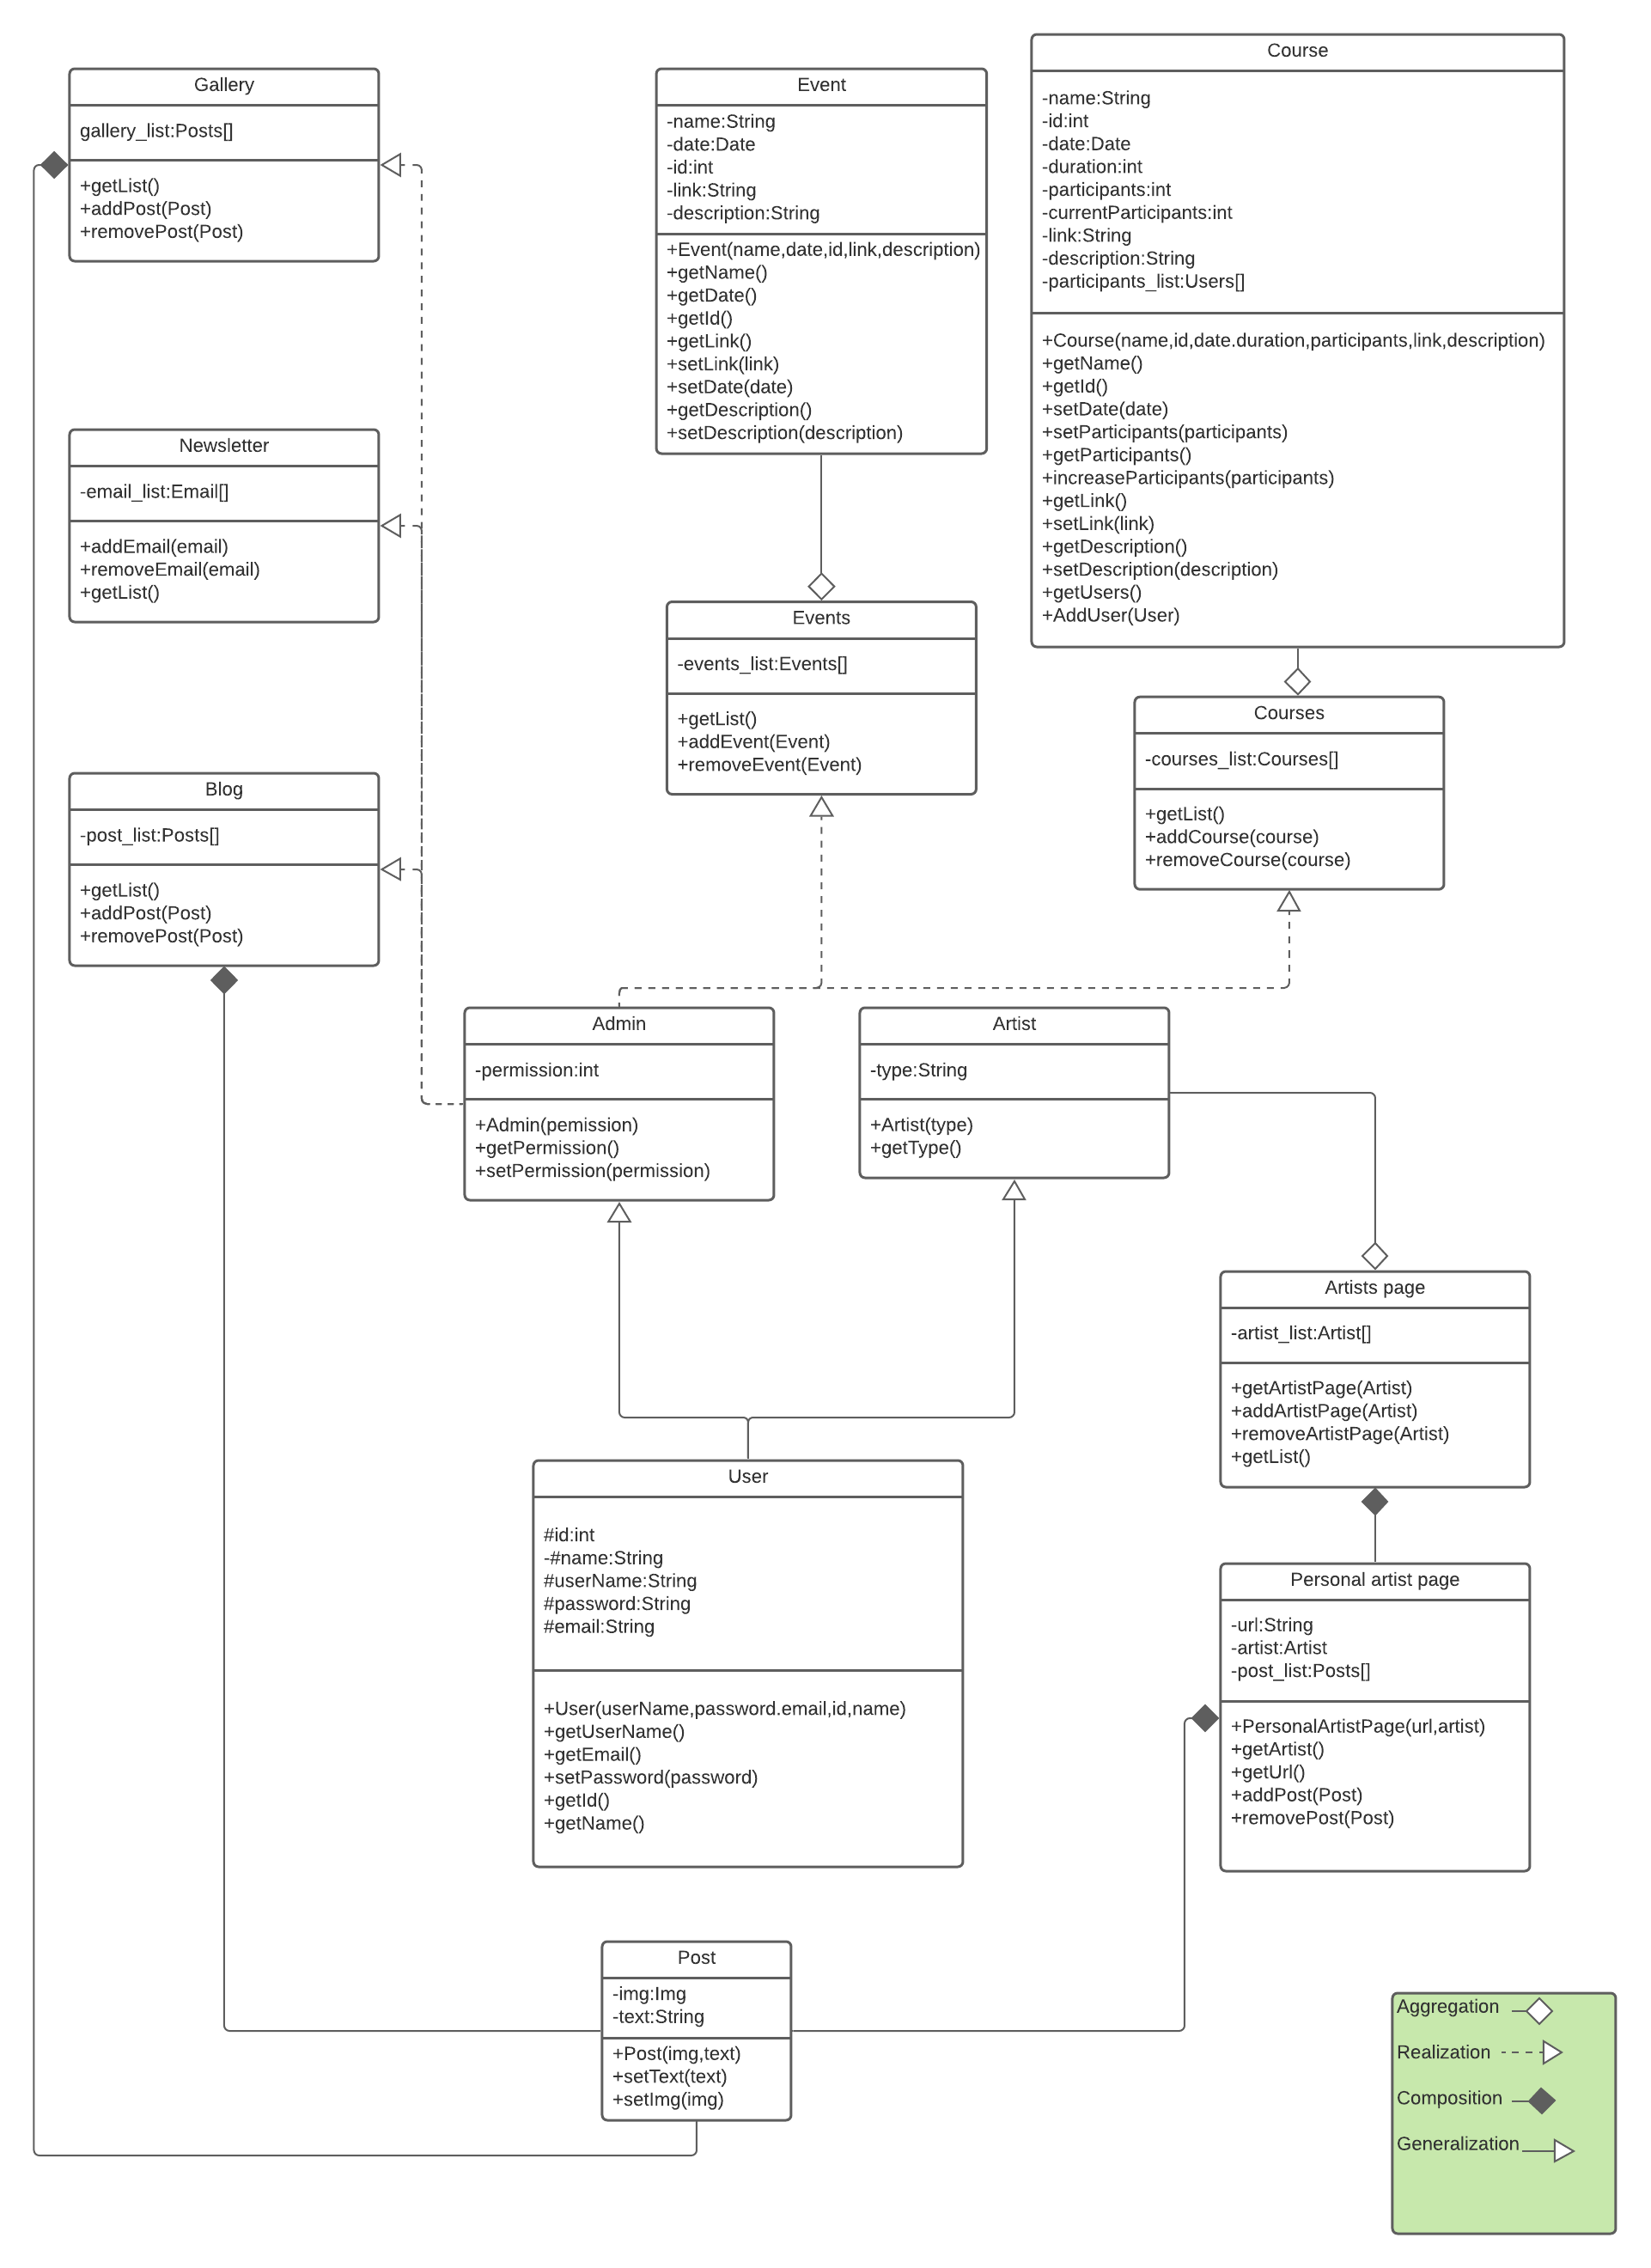 Gallery
gallery_list:Posts[]
+getList()
+addPost(Post)
+removePost(Post)
Newsletter
-email_list:Email[]
+addEmail(email)
+removeEmail(email)
+getList()
Blog
-post_list:Posts[]
+getList()
+addPost(Post)
+removePost(Post)
Event
-name:String
-date:Date
-id:int
-link:String
-description:String
+Event(name,date,id,link,description)
+getName()
+getDate()
+getId()
+getLink()
+setLink(link)
+setDate(date)
+getDescription()
+setDescription(description)
Events
-events_list:Events[]
+getList()
+addEvent(Event)
+removeEvent(Event)
Course
-name:String
-id:int
-date:Date
-duration:int
-participants:int
-currentParticipants:int
-link:String
-description:String
-participants_list:Users[]
+Course(name,id,date.duration,participants,link,description)
+getName()
+getId()
+setDate(date)
+setParticipants(participants)
+getParticipants()
+increaseParticipants(participants)
+getLink()
+setLink(link)
+getDescription()
+setDescription(description)
+getUsers()
+AddUser(User)
Courses
-courses_list:Courses[]
+getList()
+addCourse(course)
+removeCourse(course)
Admin
-permission:int
+Admin(pemission)
+getPermission()
+setPermission(permission)
Artist
-type:String
+Artist(type)
+getType()
Artists page
-artist_list:Artist[]
+getArtistPage(Artist)
+addArtistPage(Artist)
+removeArtistPage(Artist)
+getList()
User
#id:int
-#name:String
#userName:String
#password:String
#email:String
+User(userName,password.email,id,name)
+getUserName()
+getEmail()
+setPassword(password)
+getId()
+getName()
Personal artist page
-url:String
-artist:Artist
-post_list:Posts[]
+PersonalArtistPage(url,artist)
+getArtist()
+getUrl()
+addPost(Post)
+removePost(Post)
Post
-img:Img
-text:String
+Post(img,text)
+setText(text)
+setImg(img)
Aggregation
Realization
Composition
Generalization